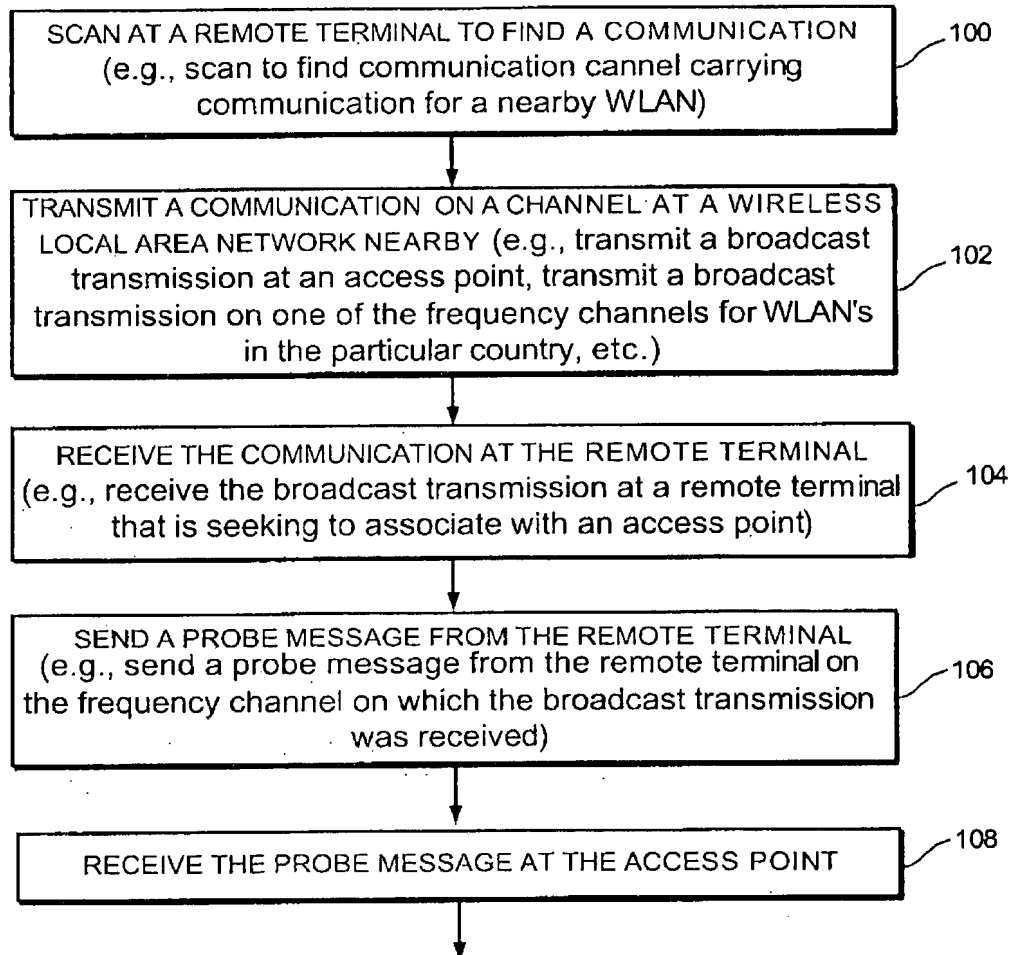 SCAN AT A REMOTE TERMINAL TO FIND A COMMUNICATION
(e.g., scan to find communication cannel carrying
communication for a nearby WLAN)
100
TRANSMIT A COMMUNICATION ON A CHANNEL AT A WIRELESS
LOCAL AREA NETWORK NEARBY (e.g., transmit a broadcast
transmission at an access point, transmit a broadcast
transmission on one of the frequency channels for WLAN's
in the particular country, etc.)
102
RECEIVE THE COMMUNICATION AT THE REMOTE TERMINAL
(e.g., receive the broadcast transmission at a remote terminal
that is seeking to associate with an access point)
104
SEND A PROBE MESSAGE FROM THE REMOTE TERMINAL
(e.g., send a probe message from the remote terminal on
the frequency channel on which the broadcast transmission
was received)
106
RECEIVE THE PROBE MESSAGE AT THE ACCESS POINT
108